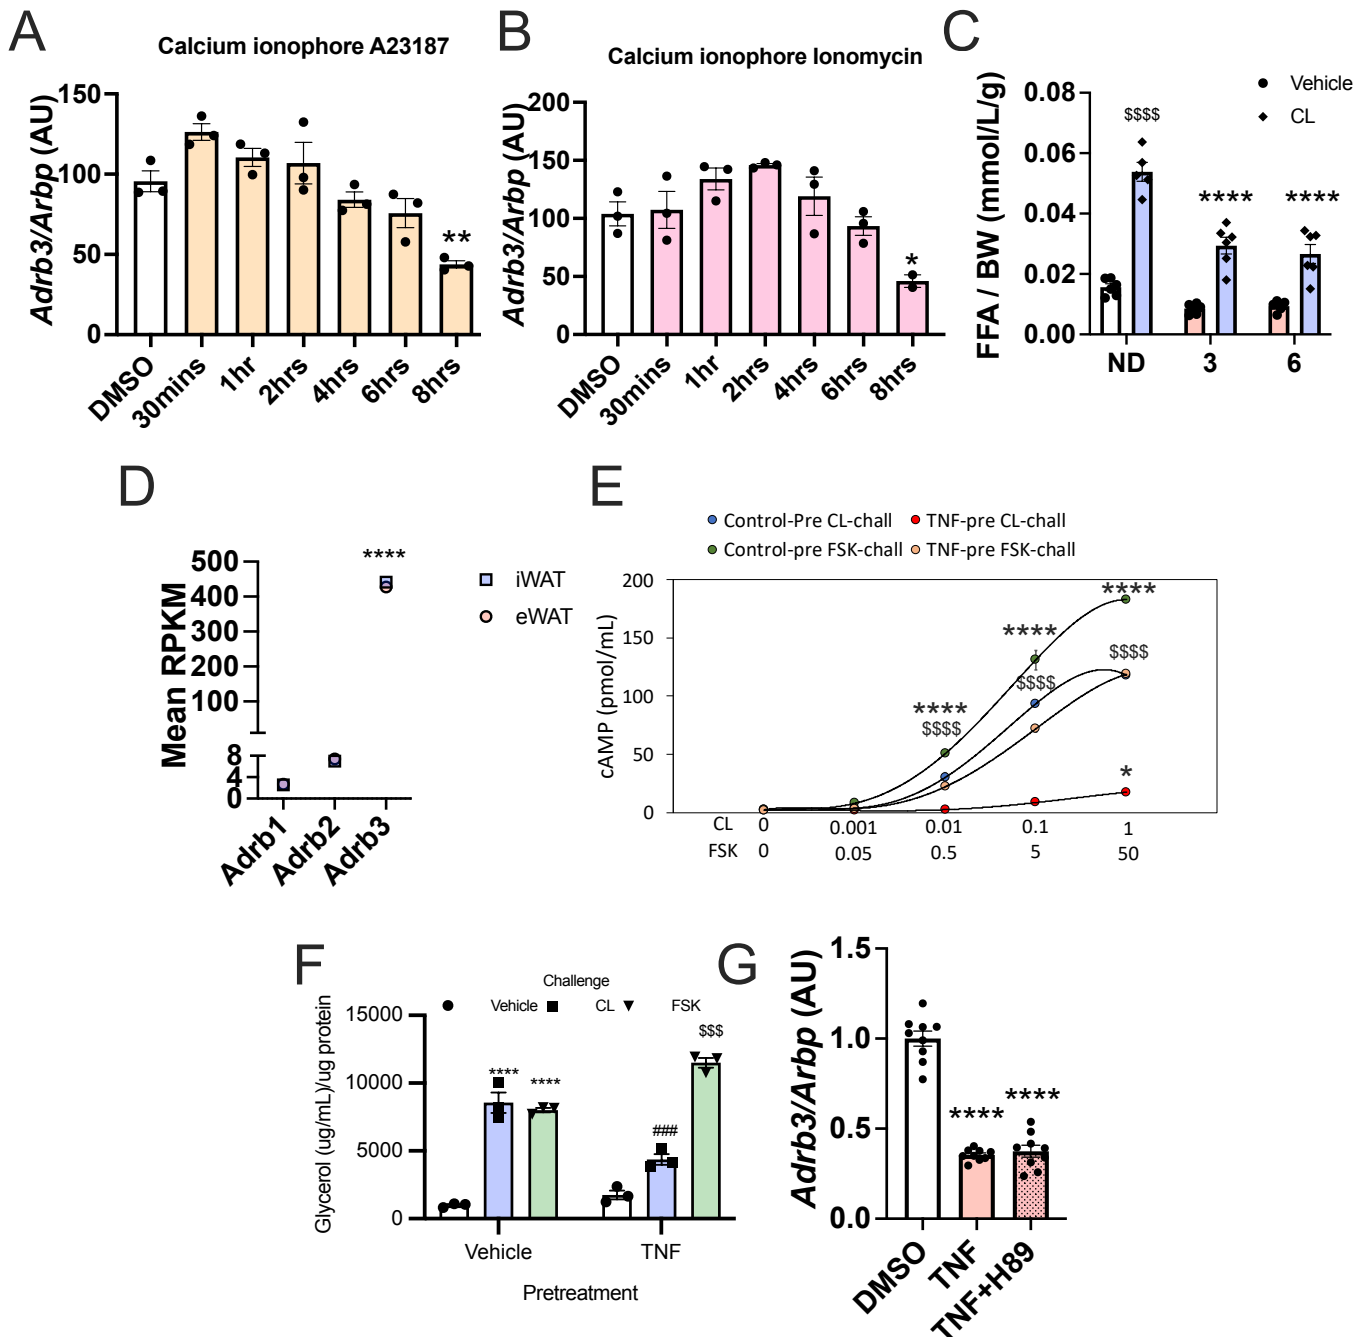 A
Calcium ionophore A23187
Adrb3/Arbp (AU)
150
100
50
0
**
DMSO
30mins
1hr
2hrs
4hrs
6hrs
8hrs
B
Calcium ionophore Ionomycin
Adrb3/Arbp (AU)
200
150
100
50
0
*
DMSO
30mins
1hr
2hrs
4hrs
6hrs
8hrs
C
Vehicle
CL
FFA / BW (mmol/L/g)
0.08
0.06
0.04
0.02
0.00
$$$$
****
****
ND 3 6
D
Mean RPKM
500
400
300
200
100
8
4
0
****
iWAT
eWAT
Adrb1
Adrb2
Adrb3
E
Control-Pre CL-chall TNF-pre CL-chall
Control-pre FSK-chall TNF-pre FSK-chall
cAMP (pmol/mL)
200
150
100
50
0
****
****
$$$$
$$$$
****
$$$$
*
CL 0 0.001 0.01 0.1 1
FSK 0 0.05 0.5 5 50
F
Challenge
Vehicle CL FSK
Glycerol (ug/mL)/ug protein
15000
10000
5000
0
**** ****
###
$$$
Vehicle TNF
Pretreatment
G
Adrb3/Arbp (AU)
1.5
1.0
0.5
0.0
****
****
DMSO
TNF
TNF+H89